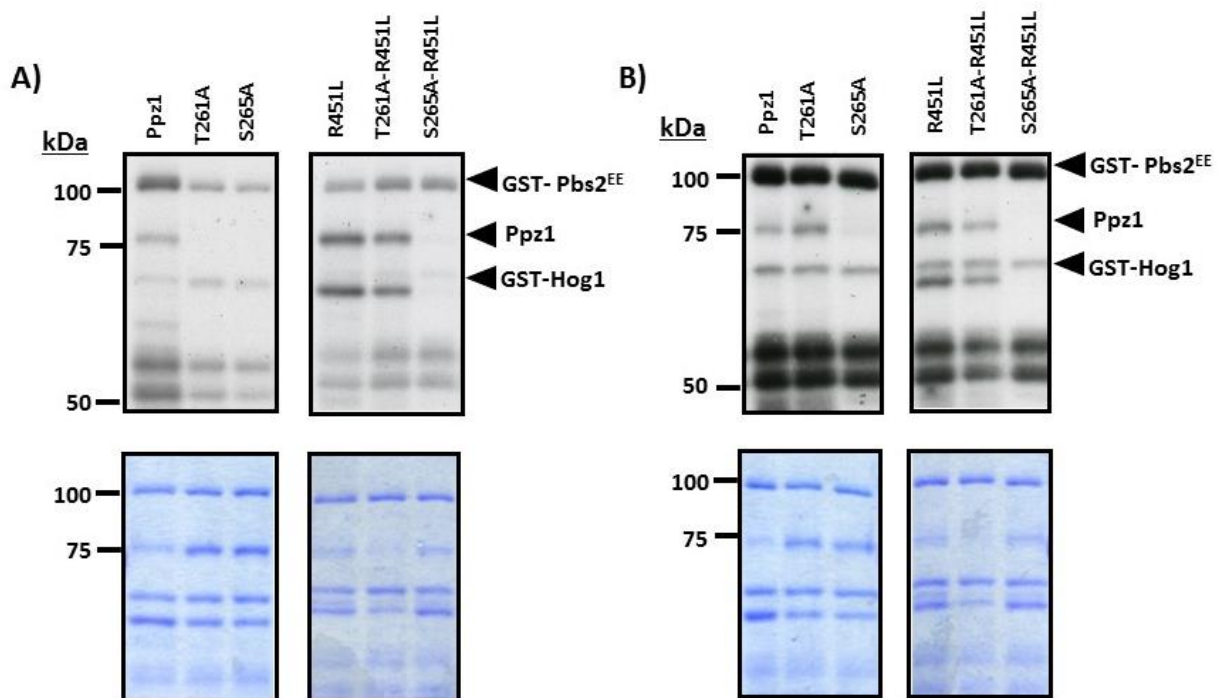 A)
kDa
Ppz1
T261A
S265A
R451L
T261A-R451L
S265A-R451L
100
75
50
GST- Pbs2EE
Ppz1
GST-Hog1
100
75
B)
kDa
Ppz1
T261A
S265A
R451L
T261A-R451L
S265A-R451L
100
75
50
GST- Pbs2EE
Ppz1
GST-Hog1
100
75